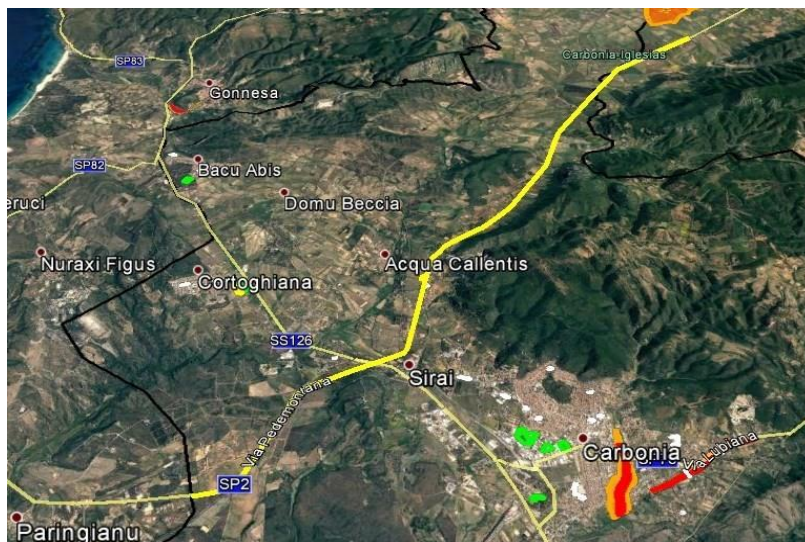 Carbonia Iglesias
SP83
Gonnesa
SP82
Bacu Abis
Domu Beccia
eruci
Nuraxi Figus
Acqua Callentis
Cortoghiana
SS126
Sirai
Via Pedemontana
Carbonia
Via Lubiana
SP2
Paringianu